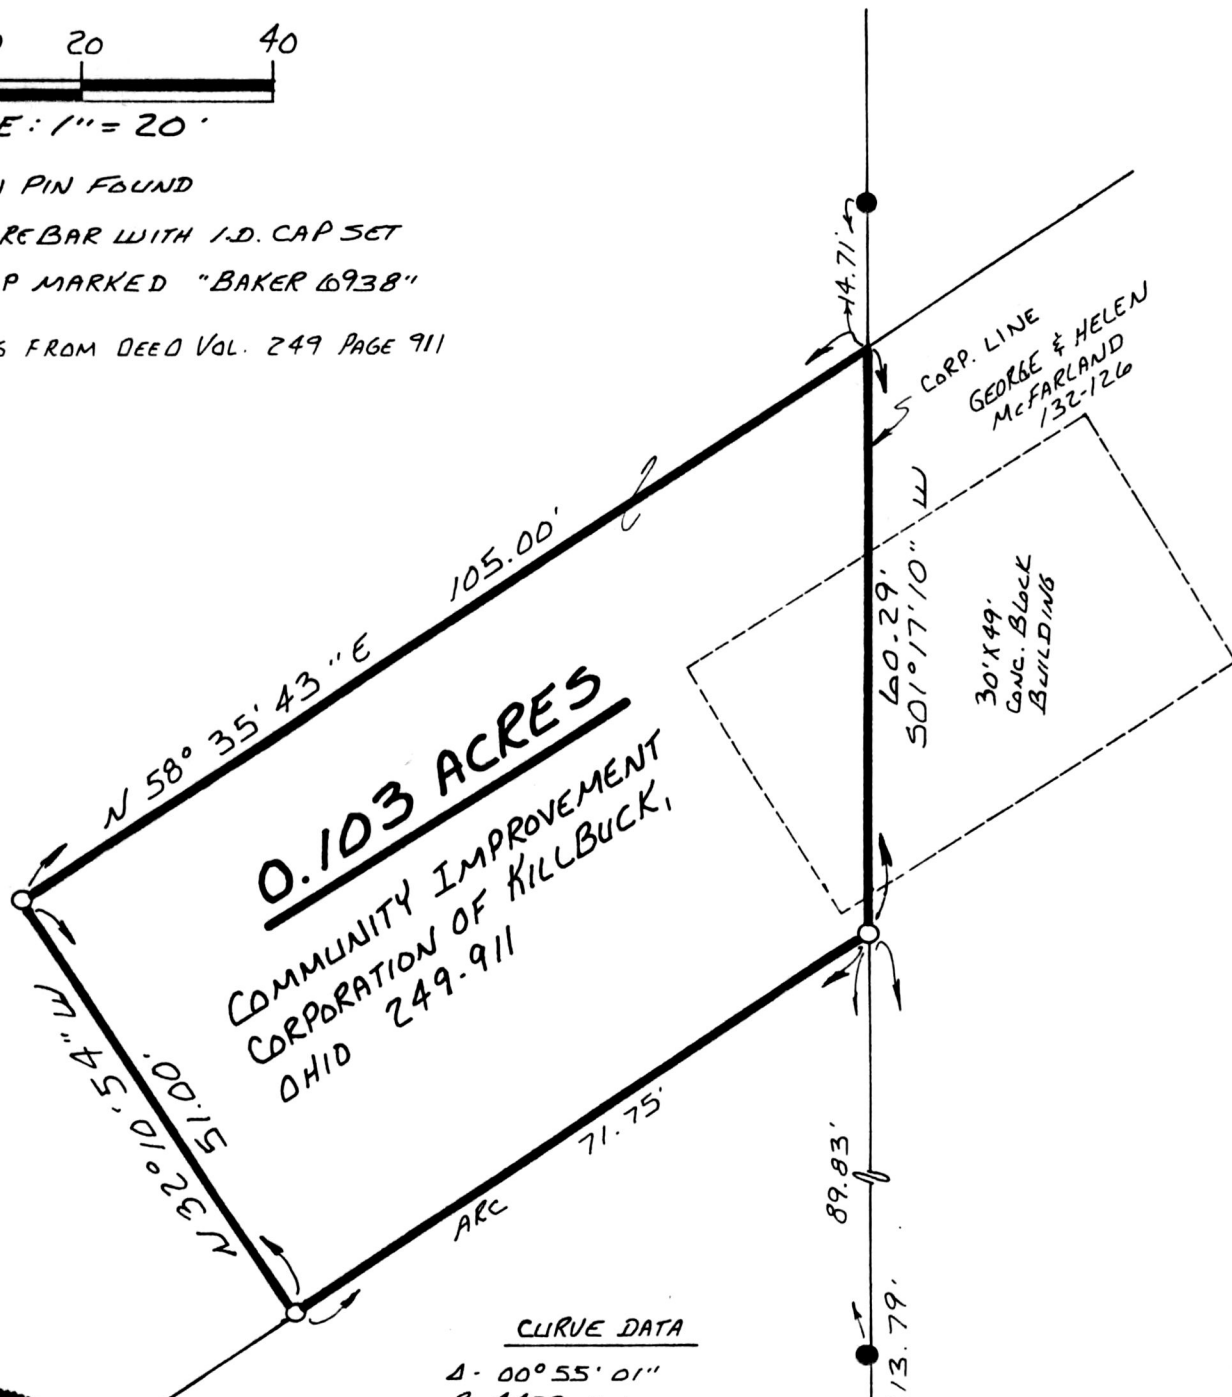 20 40
E: 1" = 20'
PIN FOUND
REBAR WITH I.D. CAP SET
P MARKED "BAKER 6938"
S FROM DEED VOL. 249 PAGE 911
14.71'
CORP. LINE
GEORGE & HELEN
McFARLAND
132-126
105.00'
N 58° 35' 43" E
60.29'
S01°17'10" W
30'X49'
CONC. BLOCK
BUILDING
0.103 ACRES
COMMUNITY IMPROVEMENT
CORPORATION OF KILLBUCK,
OHIO 249-911
N 32° 10' 54" W
51.00'
71.75'
ARC
89.83'
13.79'
CURVE DATA
Δ- 00° 55' 01"